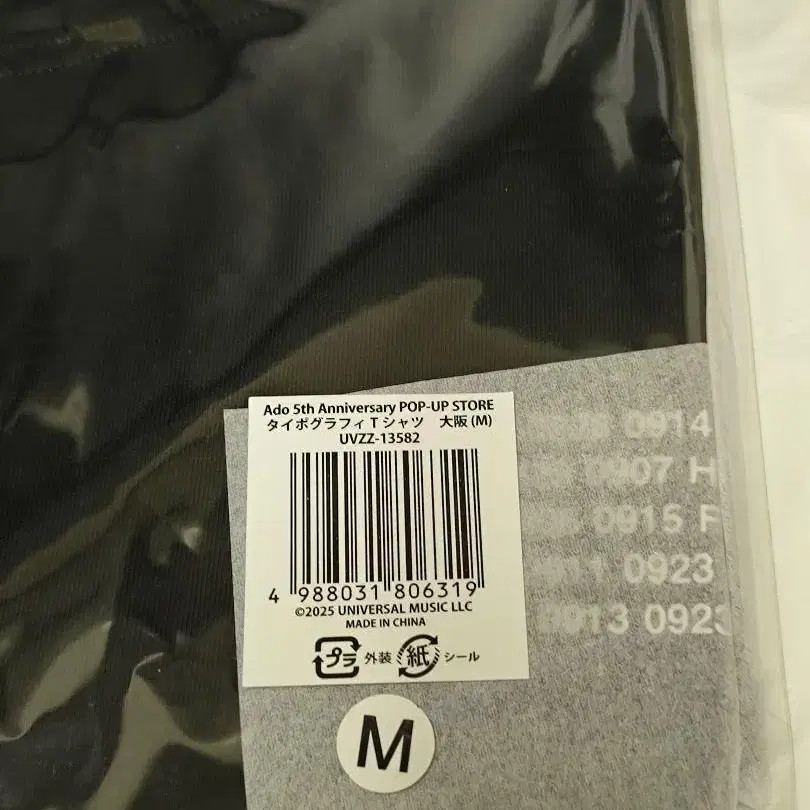 Ado 5th Anniversary POP-UP STORE
タイポグラフィTシャツ 大阪 (M)
UVZZ-13582
4 988031 806319
©2025 UNIVERSAL MUSIC LLC
MADE IN CHINA
プラ 外装 紙 シール
M
0914
0907 H
0915 F
0923
0913 0923